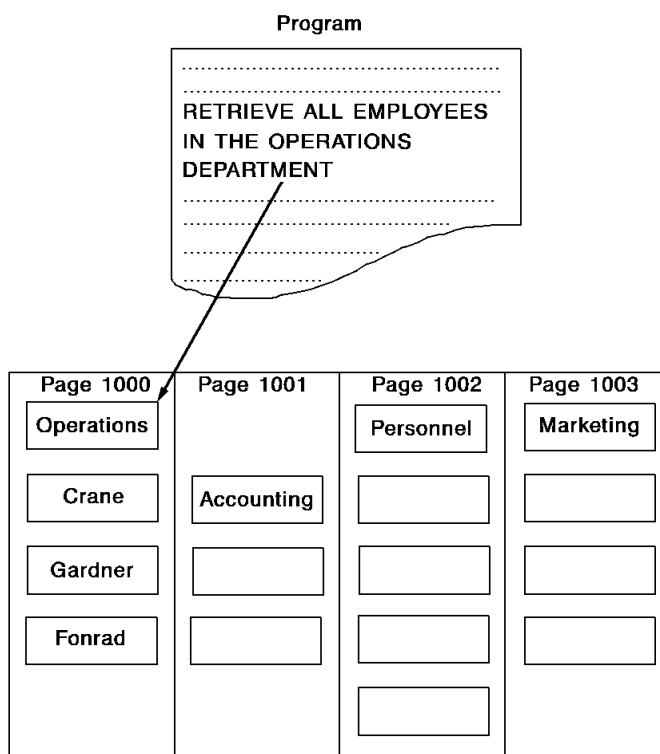 Program
RETRIEVE ALL EMPLOYEES
IN THE OPERATIONS
DEPARTMENT
Page 1000
Page 1001
Page 1002
Page 1003
Operations
Personnel
Marketing
Crane
Accounting
Gardner
Fonrad